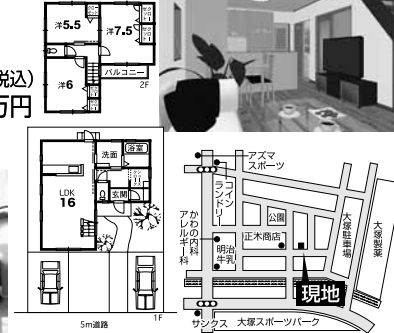 洋5.5
洋7.5
洋6
バルコニー
2F
税込)
万円
浴室
洗面
LDK
16
玄関
5m道路
1F
アズマ
スポーツ
コイン
ランドリー
公園
かわの内科
アレルギー科
正木商店
明治
牛乳
大塚駐車場
大塚製薬
現地
サンクス
大塚スポーツパーク